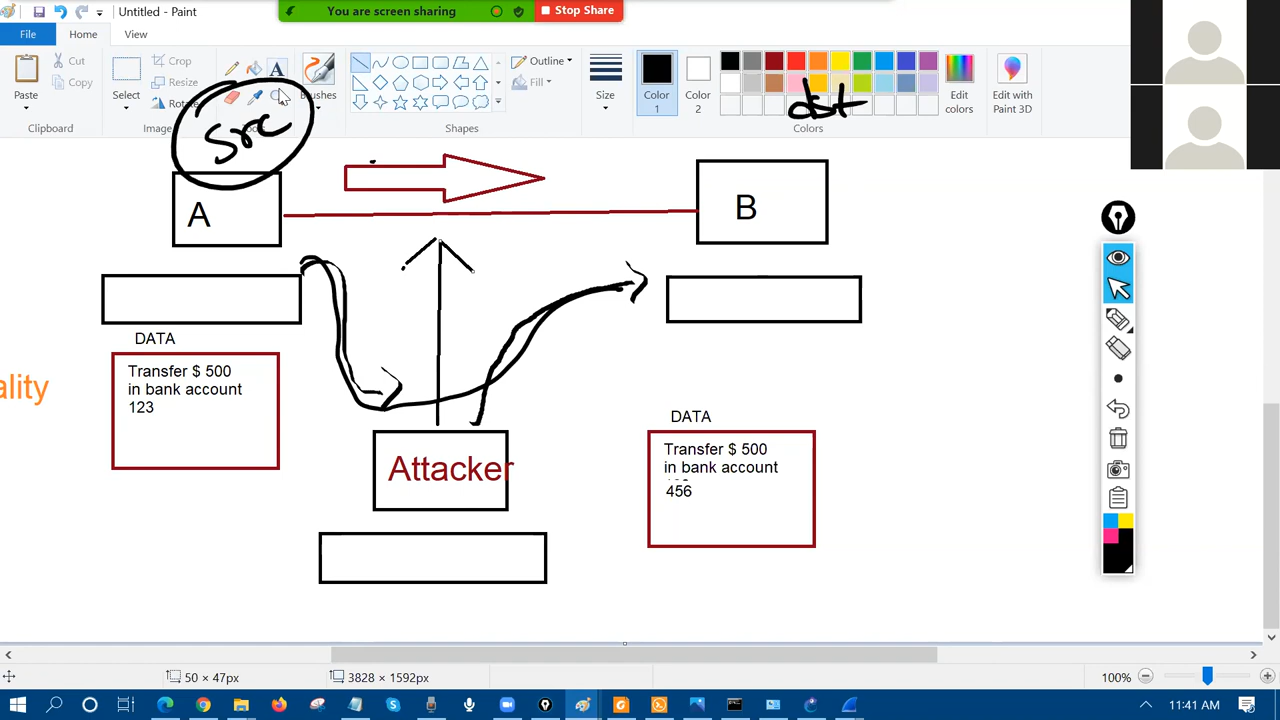 Untitled - Paint
You are screen sharing
Stop Share
File
Home
View
Paste
Cut
Copy
Clipboard
Select
Crop
Resize
Rotate
Image
Brushes
Tools
Outline
Fill
Shapes
Size
Color
1
Color
2
Edit
colors
Colors
Edit with
Paint 3D
src
dst
A
B
DATA
Transfer $ 500
in bank account
123
ality
Attacker
DATA
Transfer $ 500
in bank account
456
50 × 47px
3828 × 1592px
100%
11:41 AM